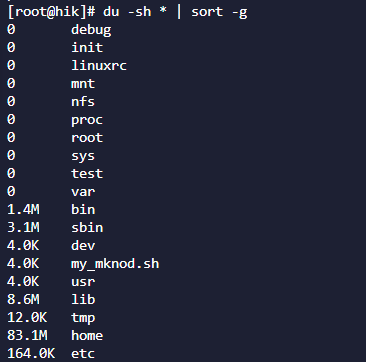 [root@hik]# du -sh * | sort -g
0 debug
0 init
0 linuxrc
0 mnt
0 nfs
0 proc
0 root
0 sys
0 test
0 var
1.4M bin
3.1M sbin
4.0K dev
4.0K my_mknod.sh
4.0K usr
8.6M lib
12.0K tmp
83.1M home
164.0K etc